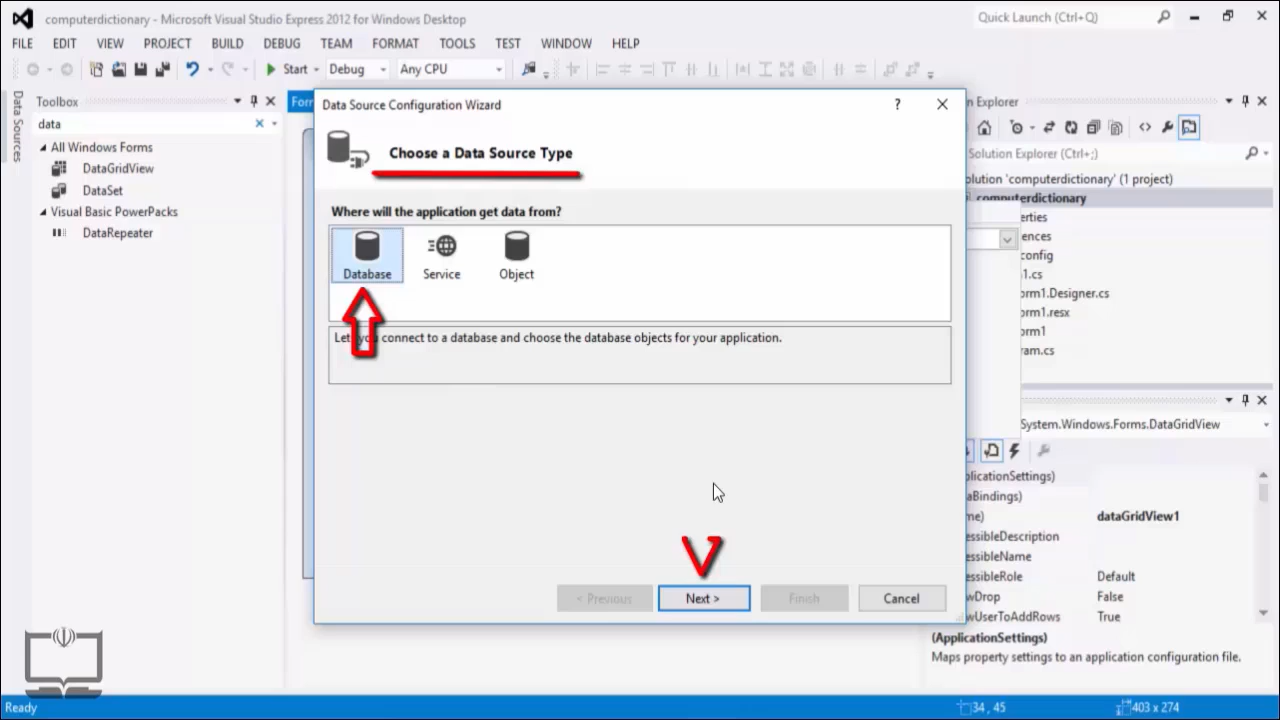 computerdictionary - Microsoft Visual Studio Express 2012 for Windows Desktop
Quick Launch (Ctrl+Q)
FILE EDIT VIEW PROJECT BUILD DEBUG TEAM FORMAT TOOLS TEST WINDOW HELP
Start Debug Any CPU
Data Sources
Toolbox
data
All Windows Forms
DataGridView
DataSet
Visual Basic PowerPacks
DataRepeater
Form
Data Source Configuration Wizard
?
Choose a Data Source Type
Where will the application get data from?
Database Service Object
Lets you connect to a database and choose the database objects for your application.
< Previous Next > Finish Cancel
n Explorer
Solution Explorer (Ctrl+;)
olution 'computerdictionary' (1 project)
computerdictionary
erties
ences
config
1.cs
orm1.Designer.cs
orm1.resx
orm1
ram.cs
System.Windows.Forms.DataGridView
plicationSettings)
aBindings)
me) dataGridView1
essibleDescription
essibleName
essibleRole Default
wDrop False
wUserToAddRows True
(ApplicationSettings)
Maps property settings to an application configuration file.
Ready
34 , 45
403 x 274